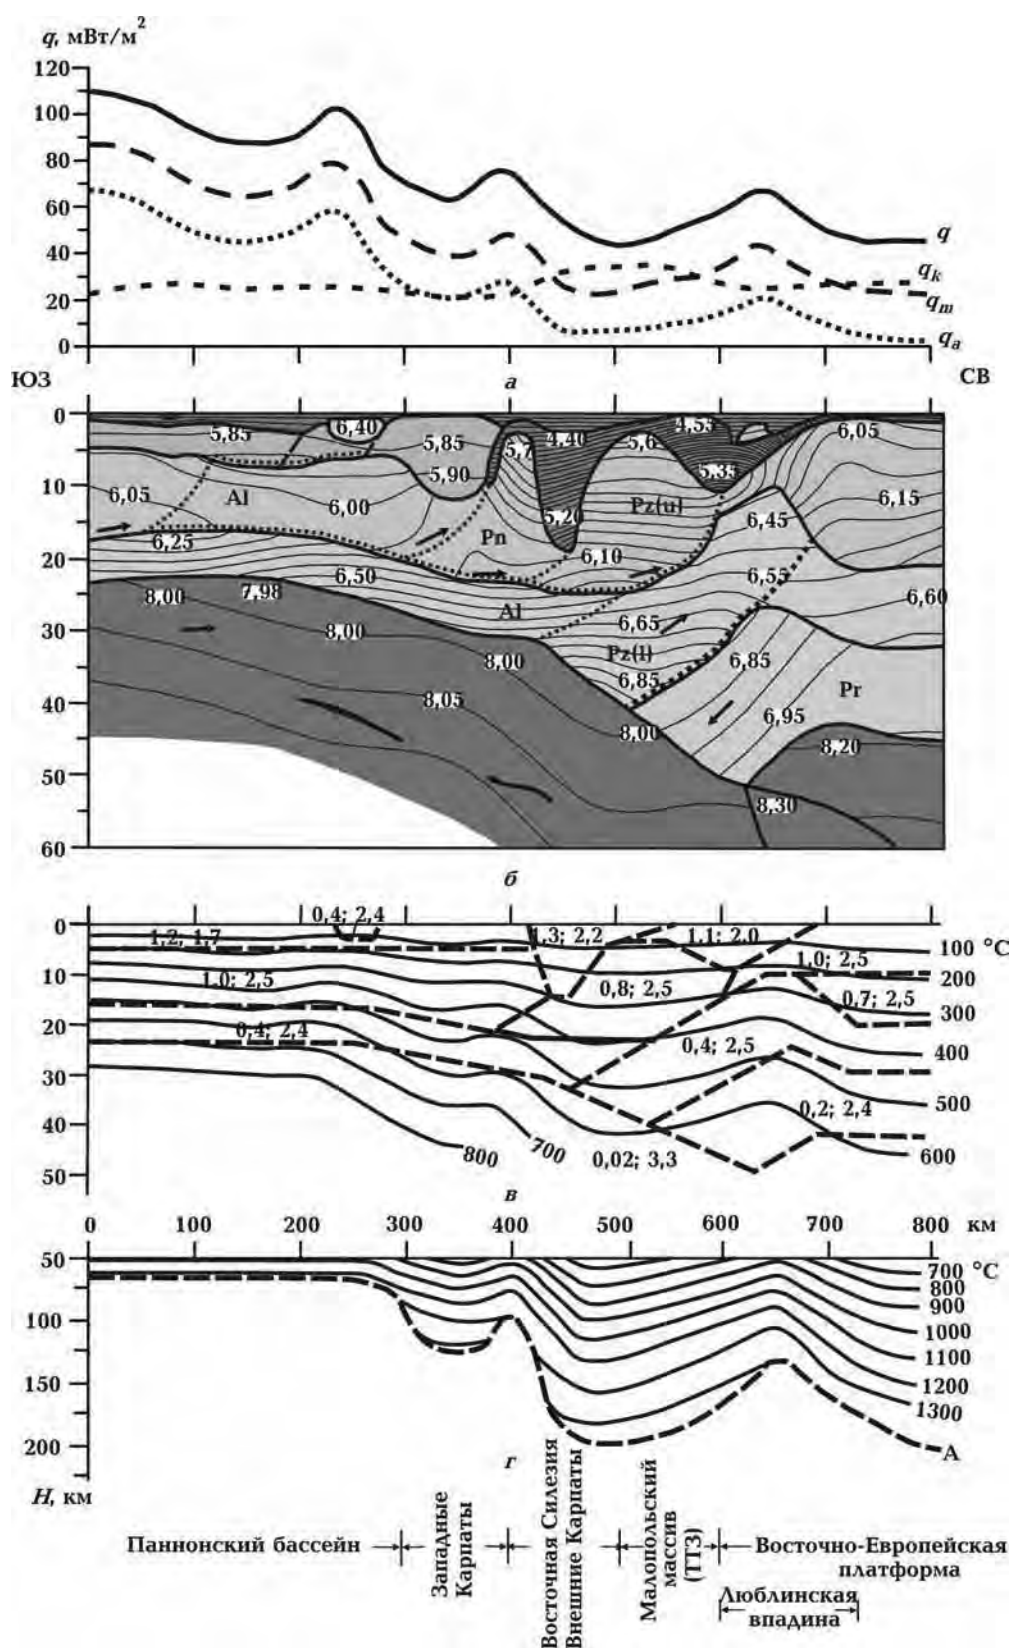 q, мВт/м²
120
100
80
60
40
20
0
q
qk
qm
qa
ЮЗ
а
СВ
0
10
20
30
40
50
60
5,85
6,40
5,85
5,90
5,7
4,40
5,6
4,55
5,35
6,05
6,05
Al
6,00
5,20
Pz(u)
6,45
6,15
6,25
Pn
6,10
6,50
6,55
6,60
8,00
7,98
Al
6,65
8,00
8,00
Pz(l)
6,85
6,85
Pr
8,05
8,00
6,95
8,20
8,30
б
0
10
20
30
40
50
0,4; 2,4
1,2, 1,7
1,3; 2,2
1,1; 2,0
100 °C
1,0; 2,5
1,0; 2,5
0,8; 2,5
200
0,7; 2,5
300
0,4; 2,4
0,4; 2,5
400
500
0,2; 2,4
800
700
0,02; 3,3
600
в
0 100 200 300 400 500 600 700 800 км
50
100
150
200
H, км
700 °C
800
900
1000
1100
1200
1300
А
г
Паннонский бассейн
Западные
Карпаты
Восточная Силезия
Внешние Карпаты
Малопольский
массив
(ТТЗ)
Восточно-Европейская
платформа
Люблинская
впадина